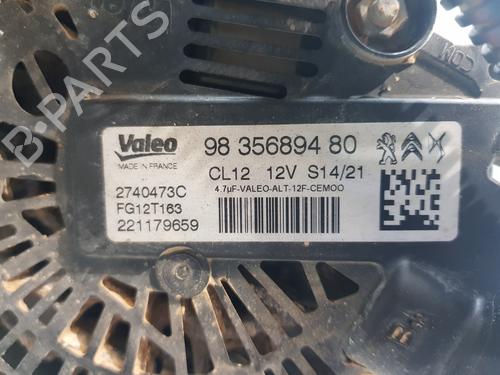 COM
Valeo
MADE IN FRANCE
98 356894 80
CL12 12V S14/21
4.7µF-VALEO-ALT-12F-CEMOO
2740473C
FG12T163
221179659